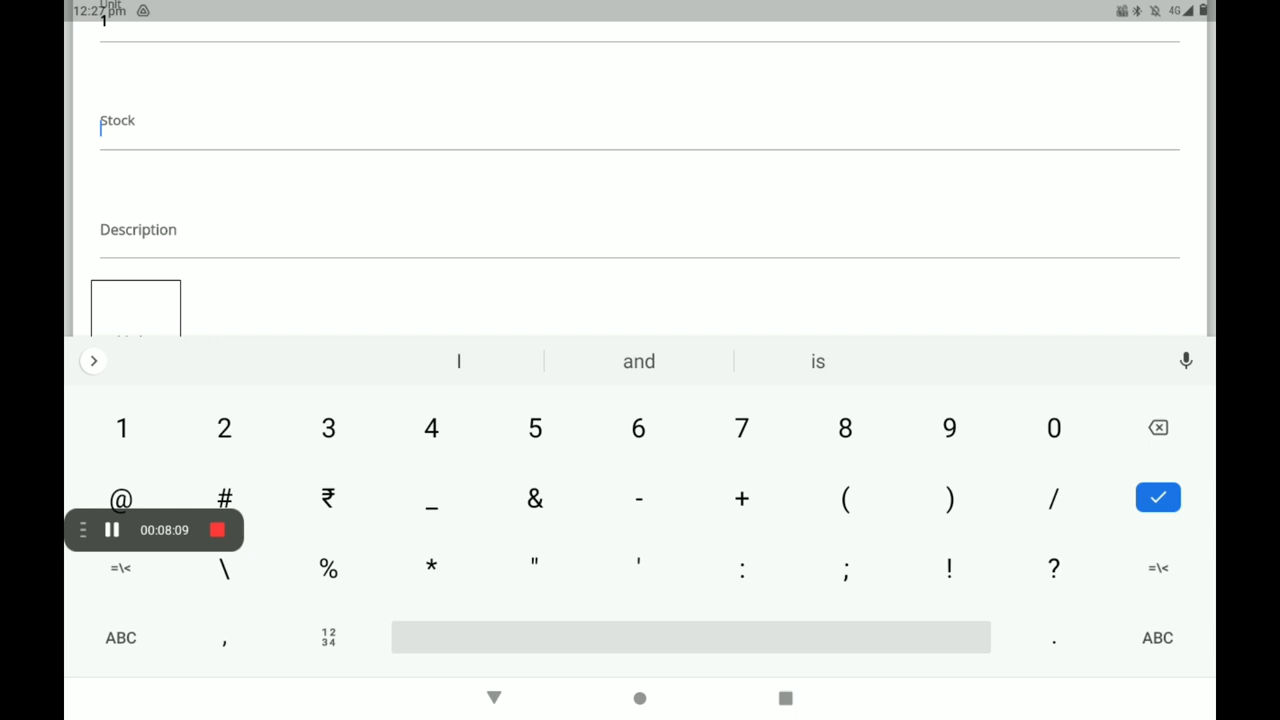 Unit
12:27 pm 4G
1
Stock
Description
I and is
1 2 3 4 5 6 7 8 9 0
@ # ₹ _ & - + ( ) /
00:08:09
=\< \ % * " ' : ; ! ? =\<
ABC , 12 34 . ABC